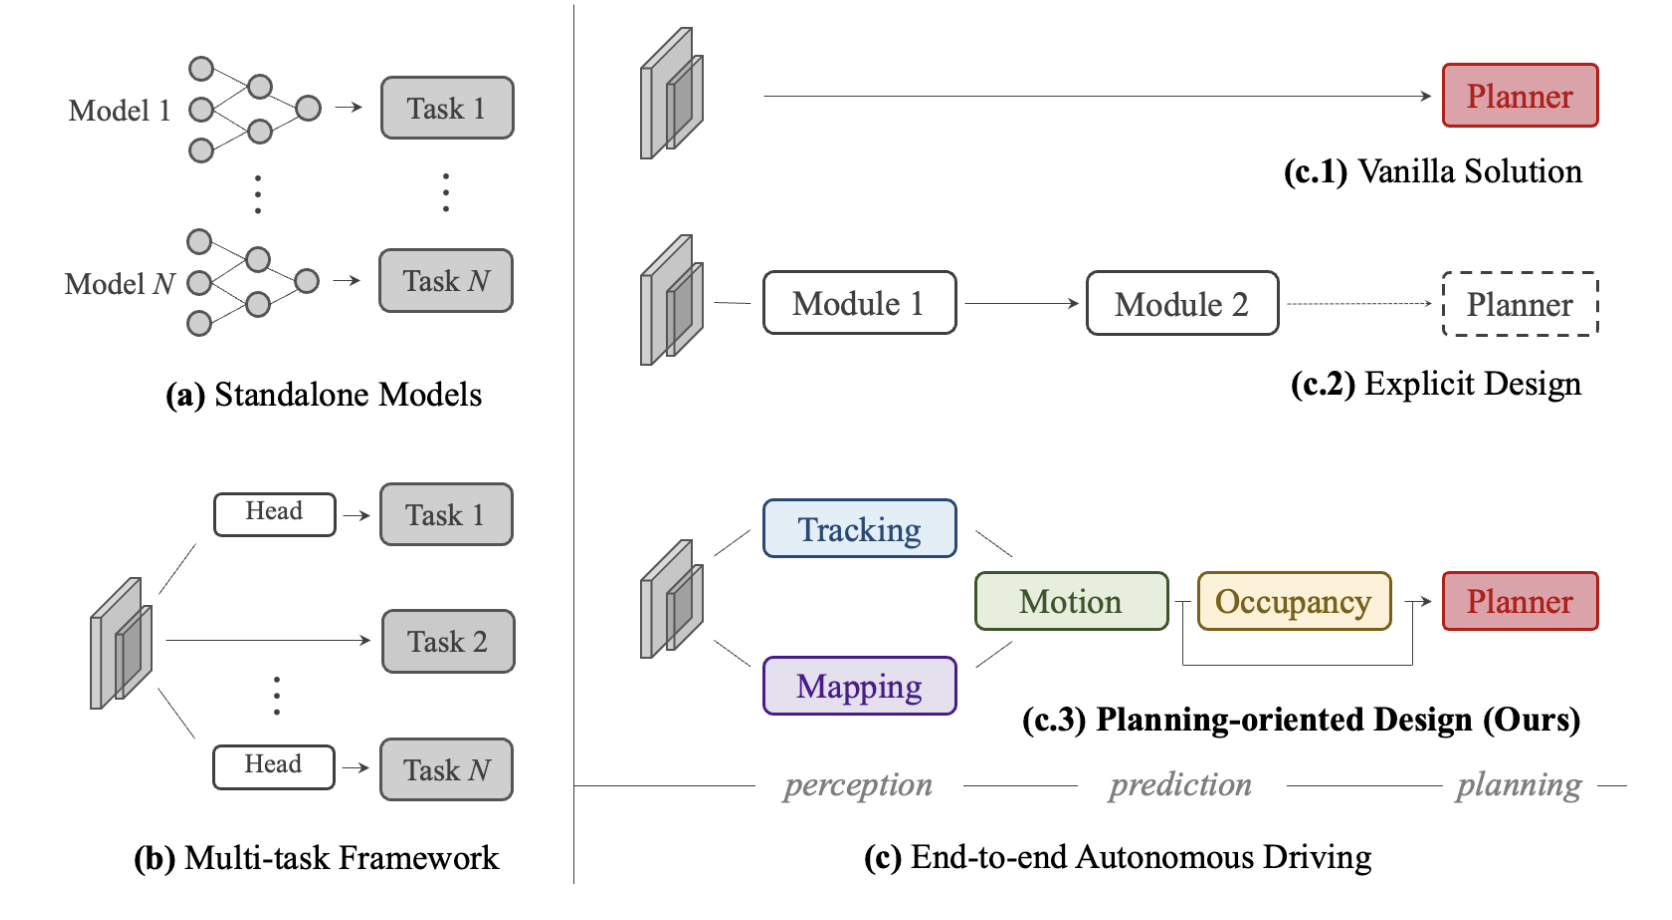 Model 1
Task 1
Model N
Task N
(a) Standalone Models
Head
Task 1
Task 2
Head
Task N
(b) Multi-task Framework
Planner
(c.1) Vanilla Solution
Module 1
Module 2
Planner
(c.2) Explicit Design
Tracking
Motion
Occupancy
Planner
Mapping
(c.3) Planning-oriented Design (Ours)
perception
prediction
planning
(c) End-to-end Autonomous Driving